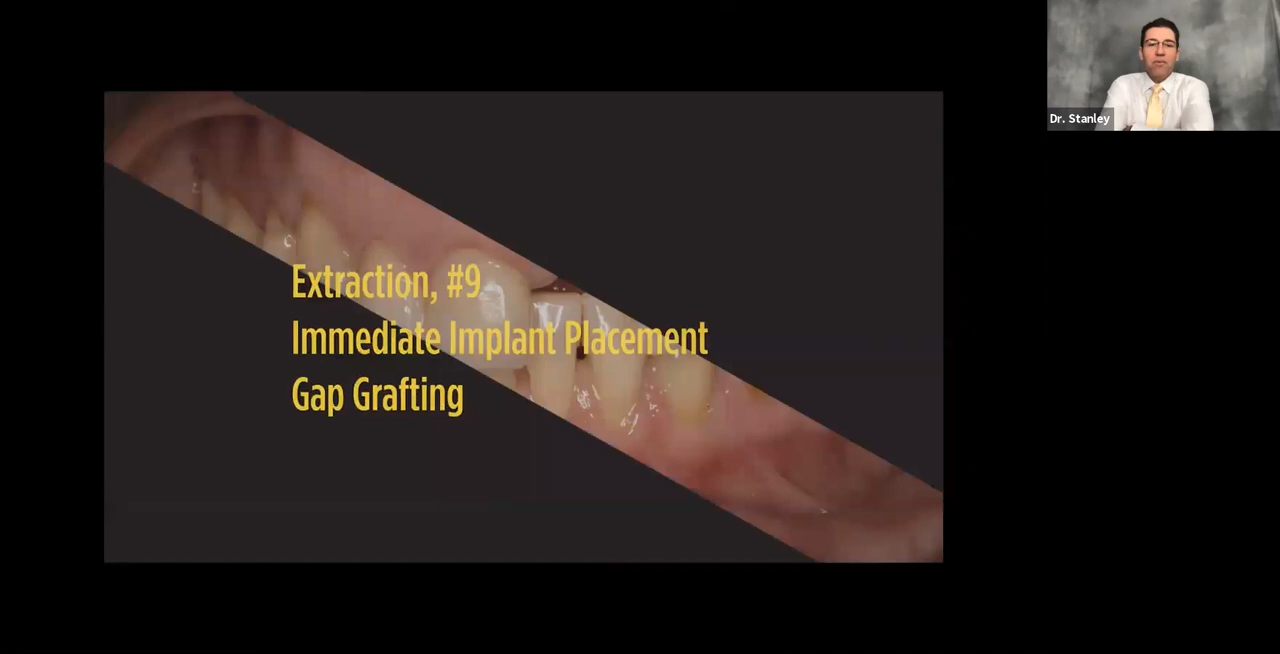 Extraction, #9
Immediate Implant Placement
Gap Grafting
Dr. Stanley